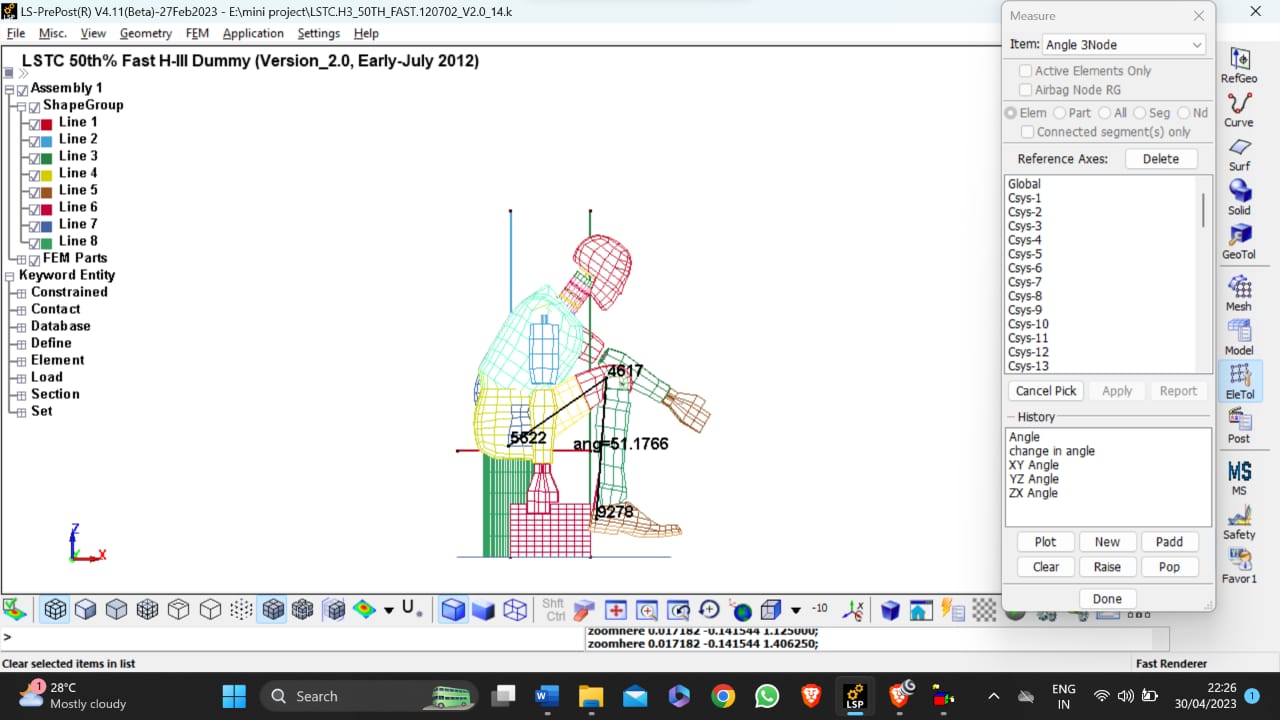 LS-PrePost(R) V4.11(Beta)-27Feb2023 - E:\mini project\LSTC.H3_50TH_FAST.120702_V2.0_14.k
File Misc. View Geometry FEM Application Settings Help
LSTC 50th% Fast H-III Dummy (Version_2.0, Early-July 2012)
Assembly 1
ShapeGroup
Line 1
Line 2
Line 3
Line 4
Line 5
Line 6
Line 7
Line 8
FEM Parts
Keyword Entity
Constrained
Contact
Database
Define
Element
Load
Section
Set
4617
5622
ang=51.1766
9278
Z
X
Measure
Item: Angle 3Node
Active Elements Only
Airbag Node RG
Elem Part All Seg Nd
Connected segment(s) only
Reference Axes: Delete
Global
Csys-1
Csys-2
Csys-3
Csys-4
Csys-5
Csys-6
Csys-7
Csys-8
Csys-9
Csys-10
Csys-11
Csys-12
Csys-13
Cancel Pick Apply Report
History
Angle
change in angle
XY Angle
YZ Angle
ZX Angle
Plot New Padd
Clear Raise Pop
Done
RefGeo
Curve
Surf
Solid
GeoTol
Mesh
Model
EleTol
Post
MS
MS
Safety
Favor1
U.
Shft
Ctrl
-10
>
zoomhere 0.017182 -0.141544 1.125000;
zoomhere 0.017182 -0.141544 1.406250;
Clear selected items in list
Fast Renderer
1
28°C
Mostly cloudy
Search
LSP
ENG
IN
22:26
30/04/2023
1